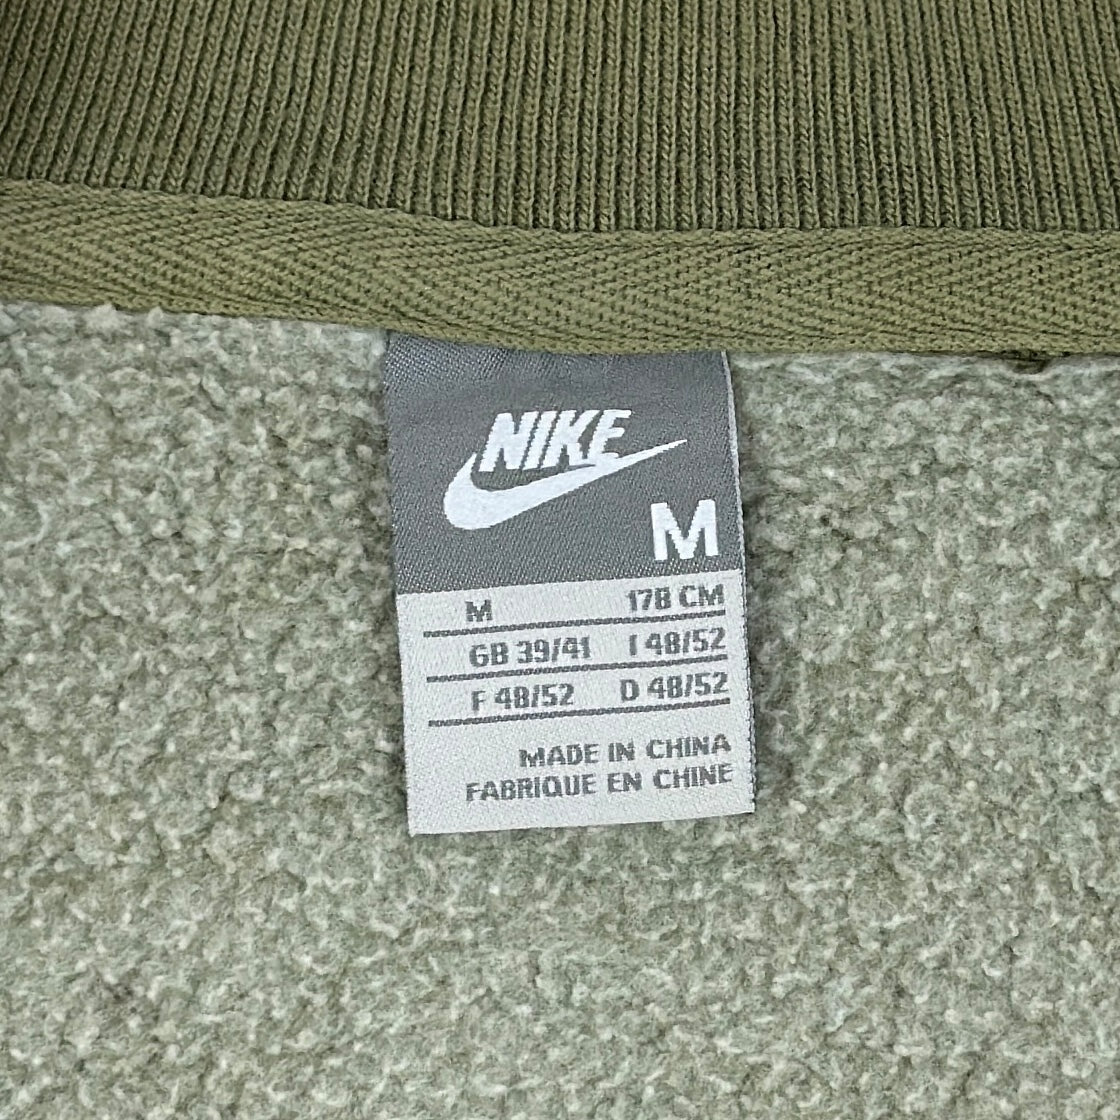 NIKE
M
M 178 CM
GB 39/41 I 48/52
F 48/52 D 48/52
MADE IN CHINA
FABRIQUE EN CHINE